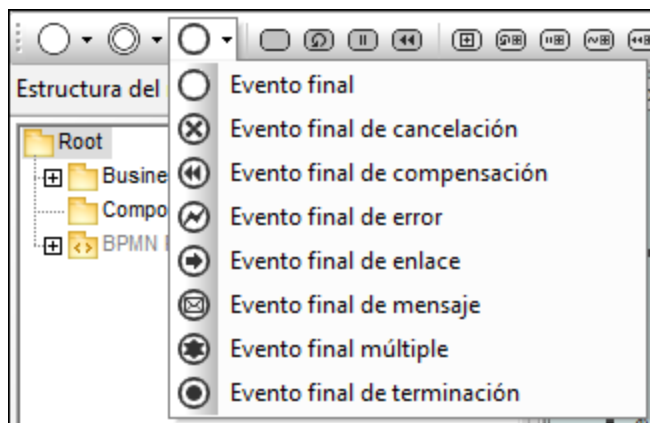 Estructura del
Root
Busine
Compo
BPMN
Evento final
Evento final de cancelación
Evento final de compensación
Evento final de error
Evento final de enlace
Evento final de mensaje
Evento final múltiple
Evento final de terminación